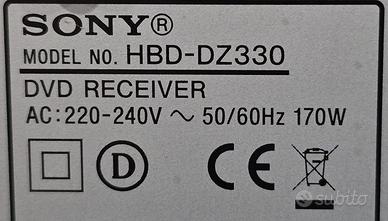 SONY®
MODEL NO. HBD-DZ330
DVD RECEIVER
AC:220-240V ~ 50/60Hz 170W
D CE
subito